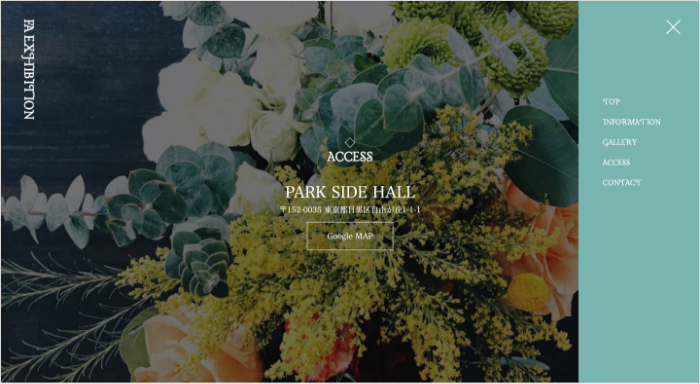 FA EXHIBITION
ACCESS
PARK SIDE HALL
〒152-0035 東京都目黒区自由が丘1-1-1
Google MAP
TOP
INFORMATION
GALLERY
ACCESS
CONTACT